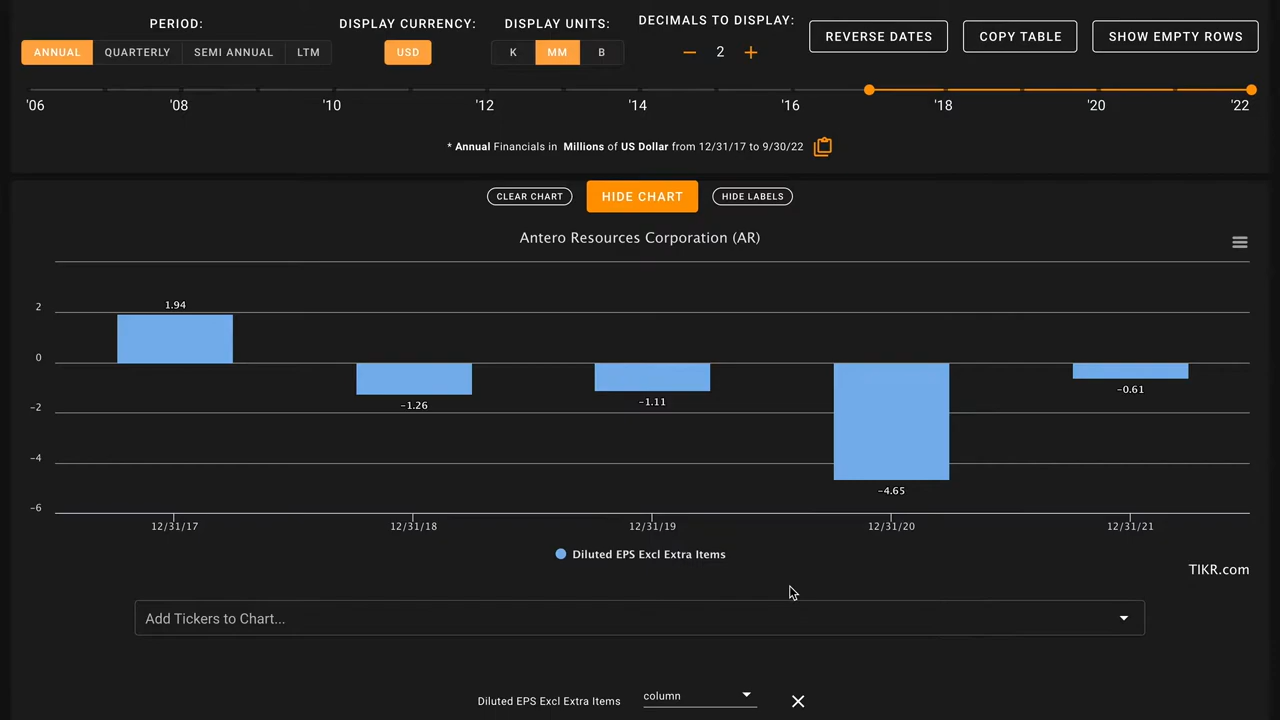 PERIOD:
DISPLAY CURRENCY:
DISPLAY UNITS:
DECIMALS TO DISPLAY:
ANNUAL QUARTERLY SEMI ANNUAL LTM
USD
K MM B
− 2 +
REVERSE DATES
COPY TABLE
SHOW EMPTY ROWS
'06 '08 '10 '12 '14 '16 '18 '20 '22
* Annual Financials in Millions of US Dollar from 12/31/17 to 9/30/22
CLEAR CHART
HIDE CHART
HIDE LABELS
Antero Resources Corporation (AR)
2
0
-2
-4
-6
1.94
-1.26
-1.11
-4.65
-0.61
12/31/17 12/31/18 12/31/19 12/31/20 12/31/21
Diluted EPS Excl Extra Items
TIKR.com
Add Tickers to Chart...
Diluted EPS Excl Extra Items column